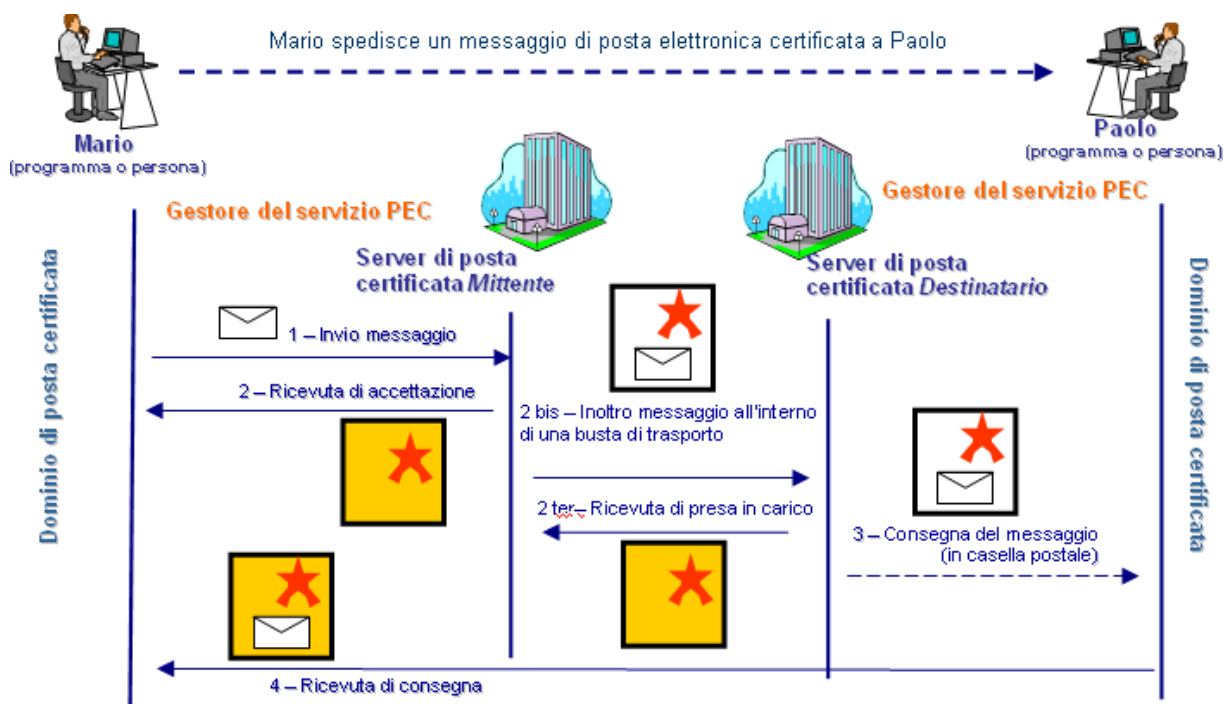 Mario spedisce un messaggio di posta elettronica certificata a Paolo
Mario
(programma o persona)
Paolo
(programma o persona)
Gestore del servizio PEC
Gestore del servizio PEC
Server di posta
certificata Mittente
Server di posta
certificata Destinatario
Dominio di posta certificata
Dominio di posta certificata
1 – Invio messaggio
2 – Ricevuta di accettazione
2 bis – Inoltro messaggio all'interno
di una busta di trasporto
2 ter– Ricevuta di presa in carico
3 – Consegna del messaggio
(in casella postale)
4 – Ricevuta di consegna